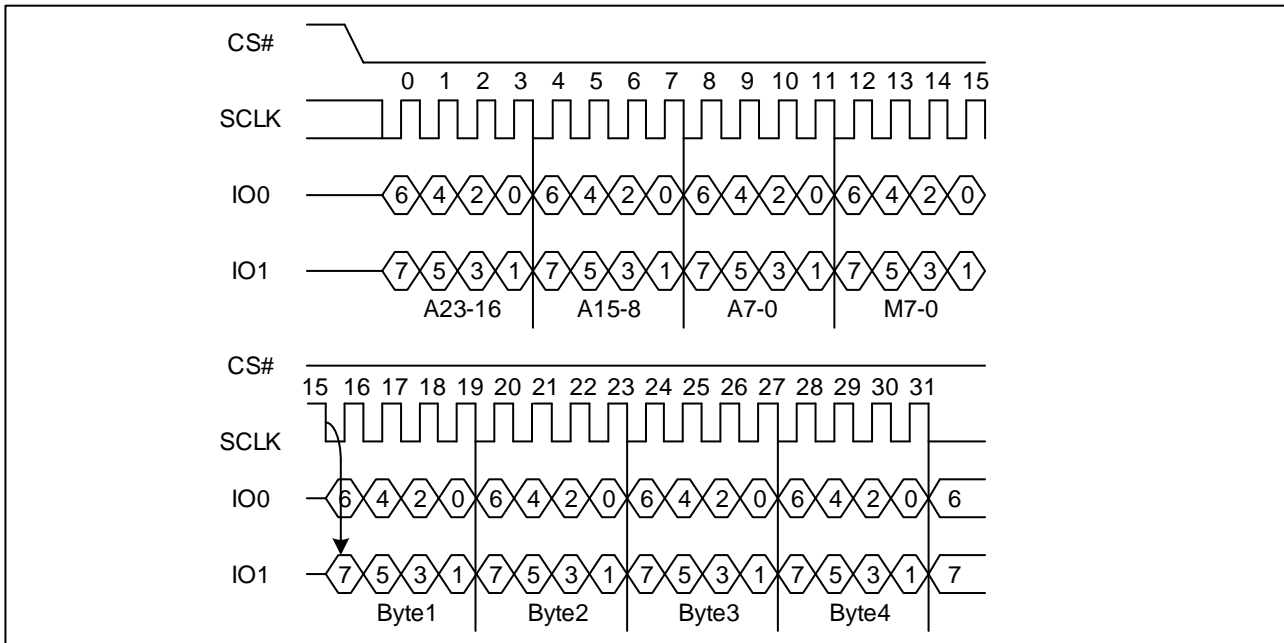 CS#
0 1 2 3 4 5 6 7 8 9 10 11 12 13 14 15
SCLK
IO0 6 4 2 0 6 4 2 0 6 4 2 0 6 4 2 0
IO1 7 5 3 1 7 5 3 1 7 5 3 1 7 5 3 1
A23-16 A15-8 A7-0 M7-0
CS#
15 16 17 18 19 20 21 22 23 24 25 26 27 28 29 30 31
SCLK
IO0 6 4 2 0 6 4 2 0 6 4 2 0 6 4 2 0 6
IO1 7 5 3 1 7 5 3 1 7 5 3 1 7 5 3 1 7
Byte1 Byte2 Byte3 Byte4